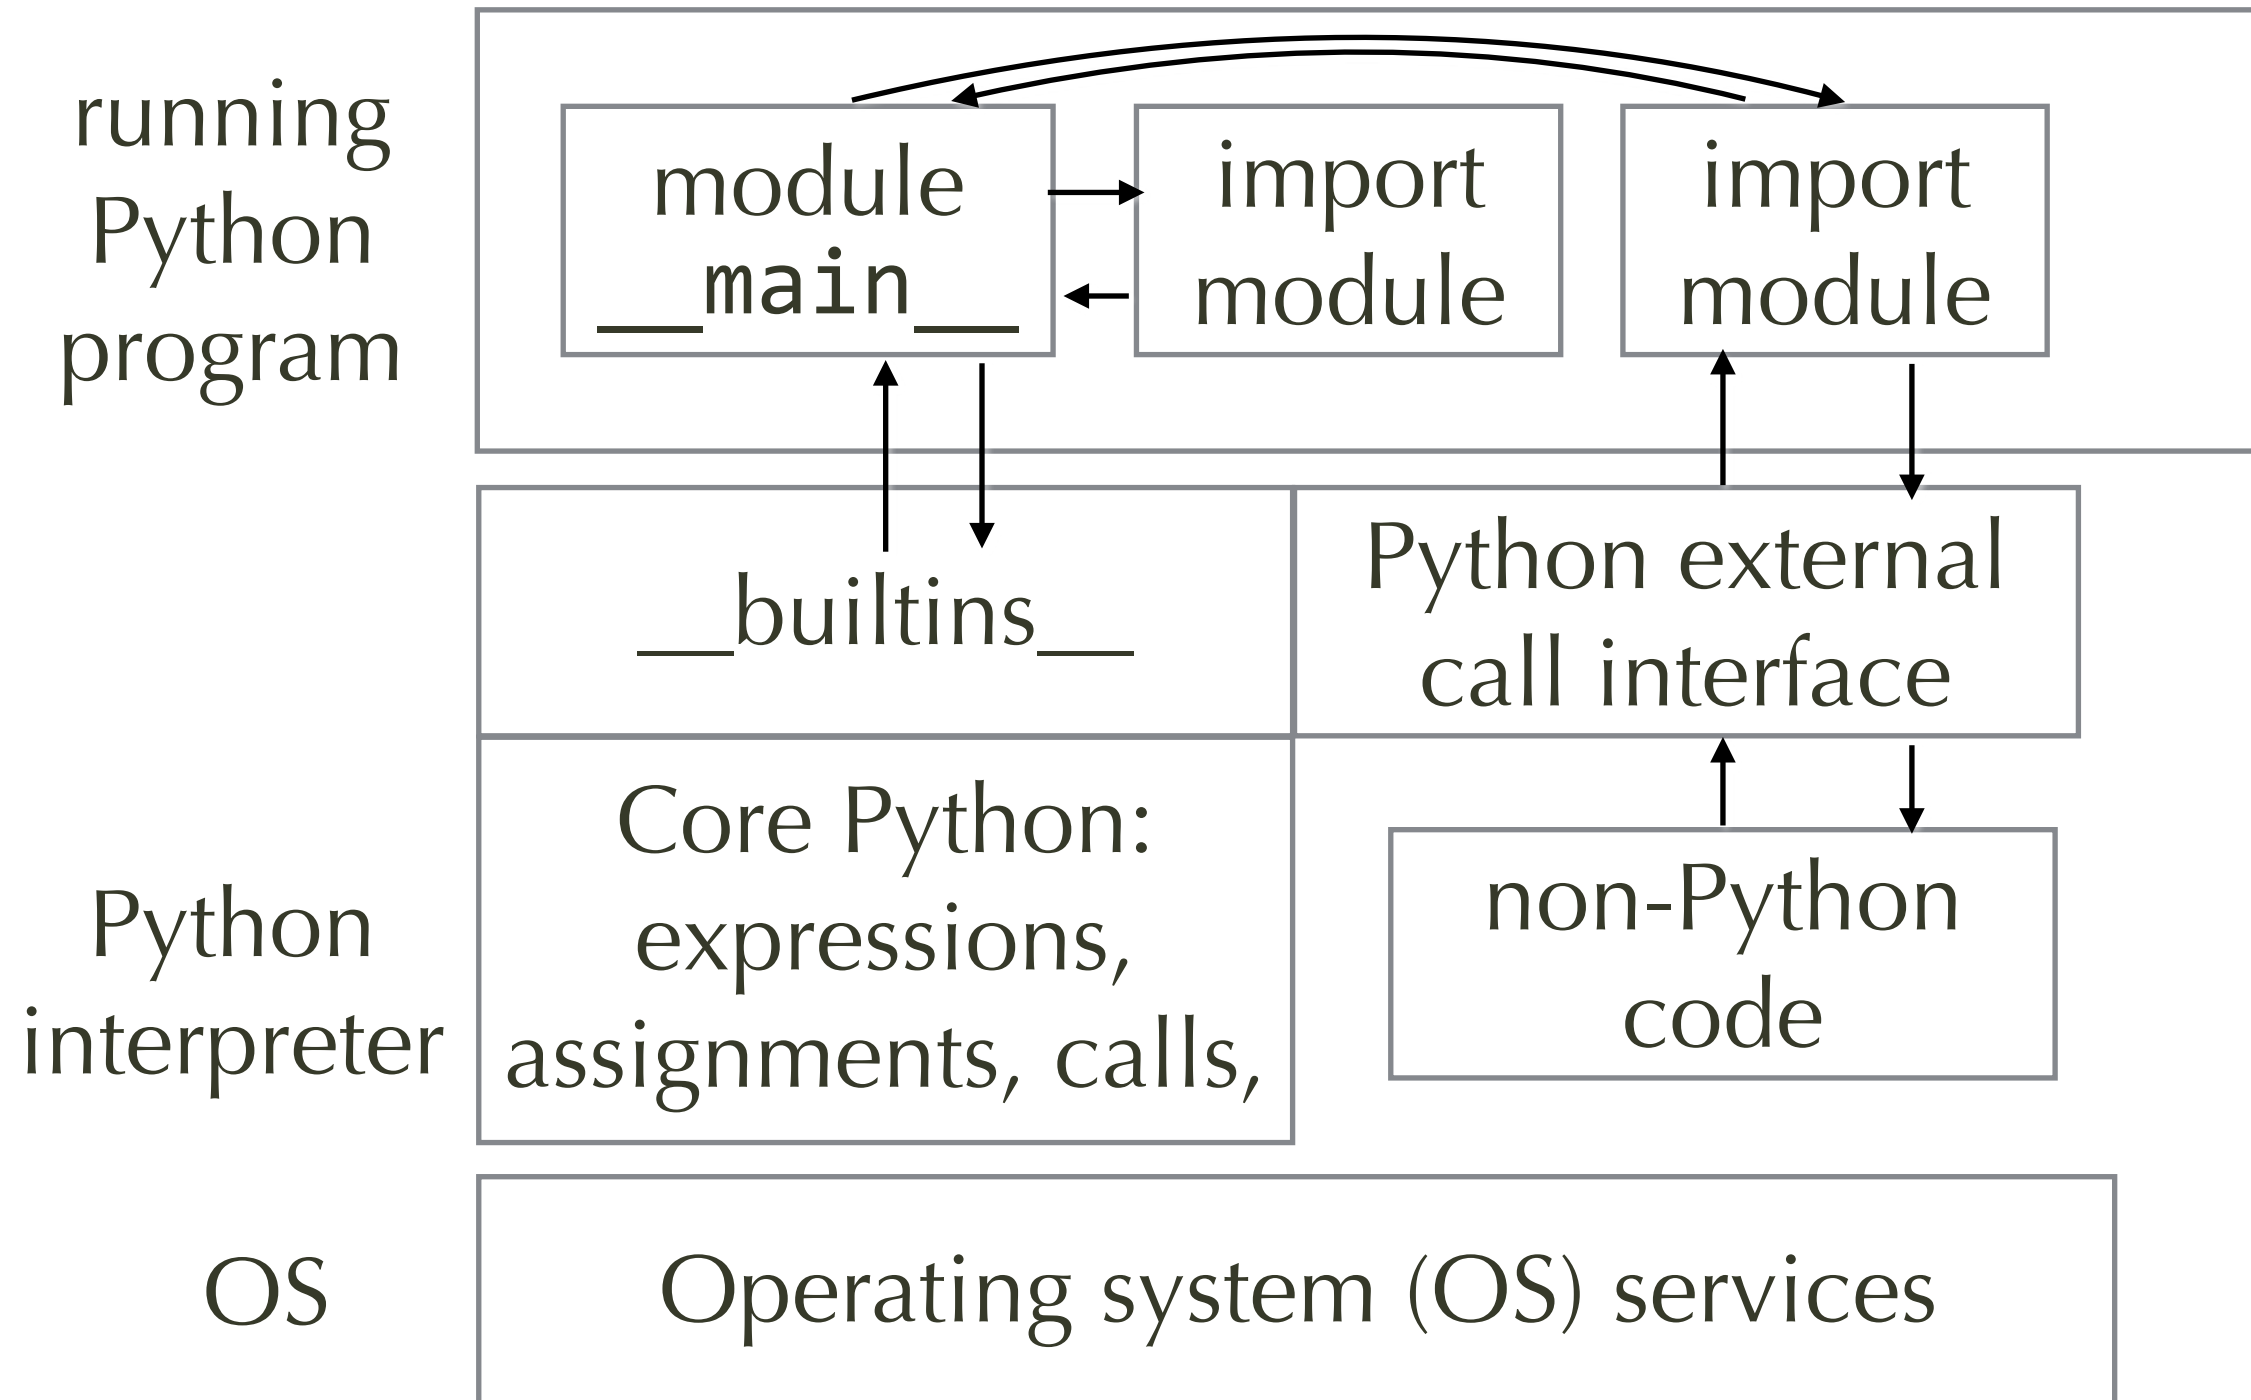 running
Python
program
module
__main__
import
module
import
module
__builtins__
Python external
call interface
Python
interpreter
Core Python:
expressions,
assignments, calls,
non-Python
code
OS
Operating system (OS) services